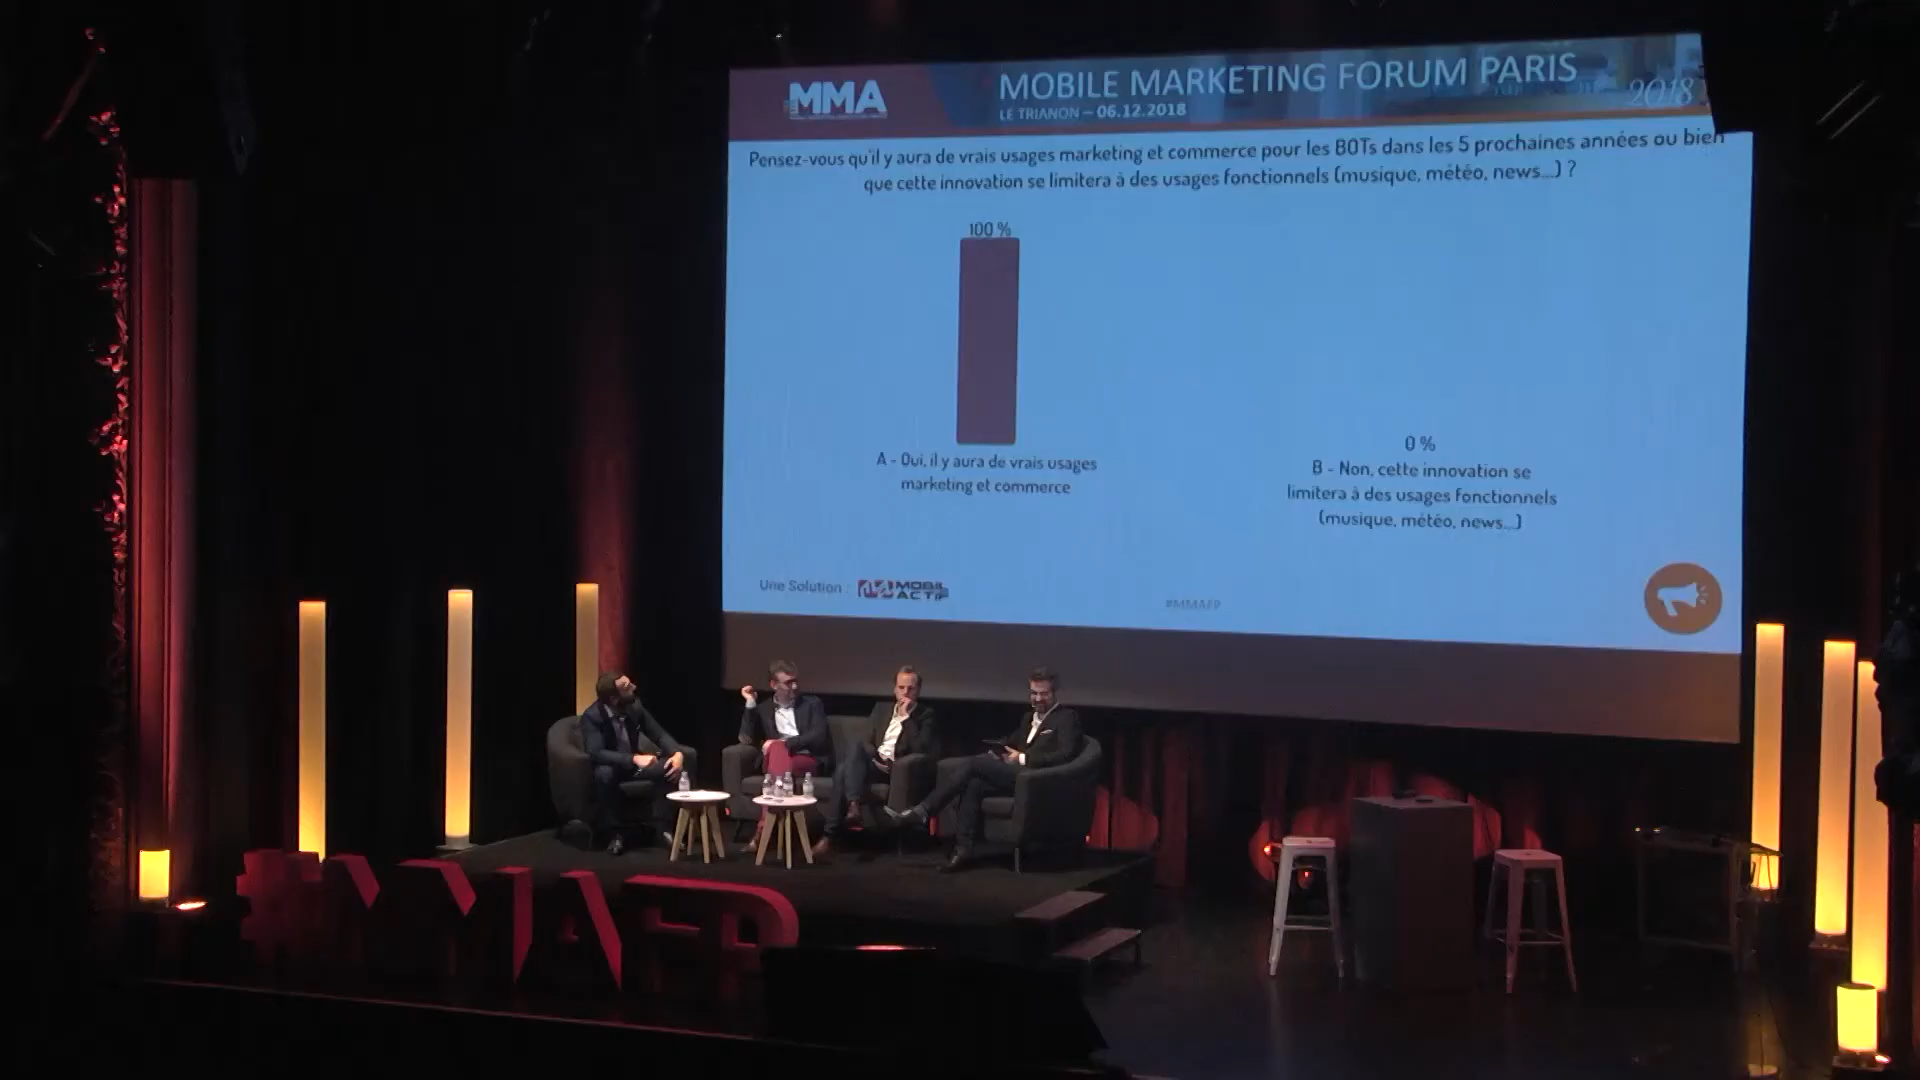 MMA
MOBILE MARKETING FORUM PARIS
2018
LE TRIANON – 06.12.2018
Pensez-vous qu'il y aura de vrais usages marketing et commerce pour les BOTs dans les 5 prochaines années ou bien
que cette innovation se limitera à des usages fonctionnels (musique, météo, news...) ?
100 %
A - Oui, il y aura de vrais usages
marketing et commerce
0 %
B - Non, cette innovation se
limitera à des usages fonctionnels
(musique, météo, news...)
Une Solution :
MOBIL
ACTIF
#MMAFP
#MMAFP